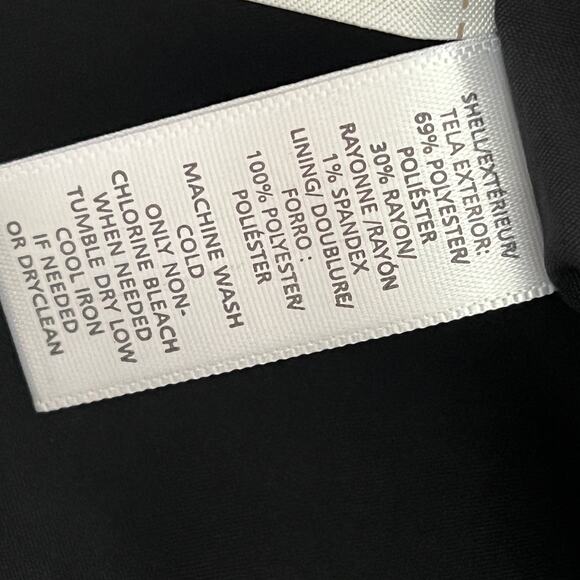 SHELL/EXTÉRIEUR/
TELA EXTERIOR:
69% POLYESTER/
POLIÉSTER
30% RAYON/
RAYONNE/RAYÓN
1% SPANDEX
LINING/ DOUBLURE/
FORRO :
100% POLYESTER/
POLIÉSTER
MACHINE WASH
COLD
ONLY NON-
CHLORINE BLEACH
WHEN NEEDED
TUMBLE DRY LOW
COOL IRON
IF NEEDED
OR DRYCLEAN